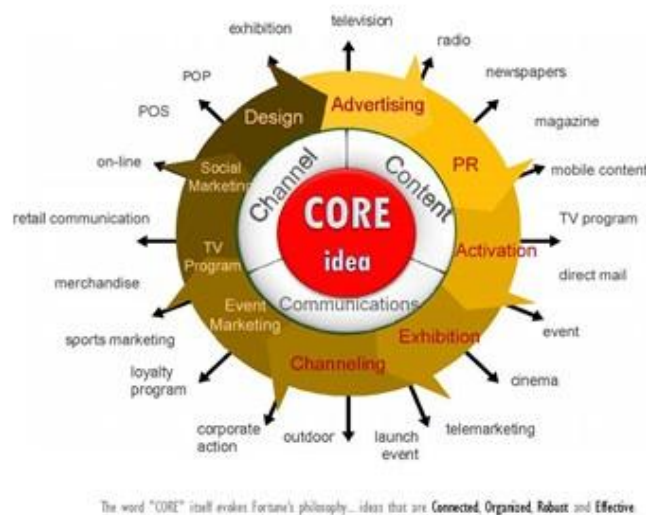 television
exhibition
radio
POP
newspapers
POS
magazine
on-line
mobile content
retail communication
TV program
merchandise
direct mail
sports marketing
event
loyalty
program
cinema
corporate
action
outdoor
launch
event
telemarketing
Design
Advertising
PR
Activation
Exhibition
Channeling
Event
Marketing
TV
Program
Social
Marketing
Channel
Content
Communications
CORE
idea
The word "CORE" itself evokes Fortune's philosophy... ideas that are Connected, Organized, Robust and Effective